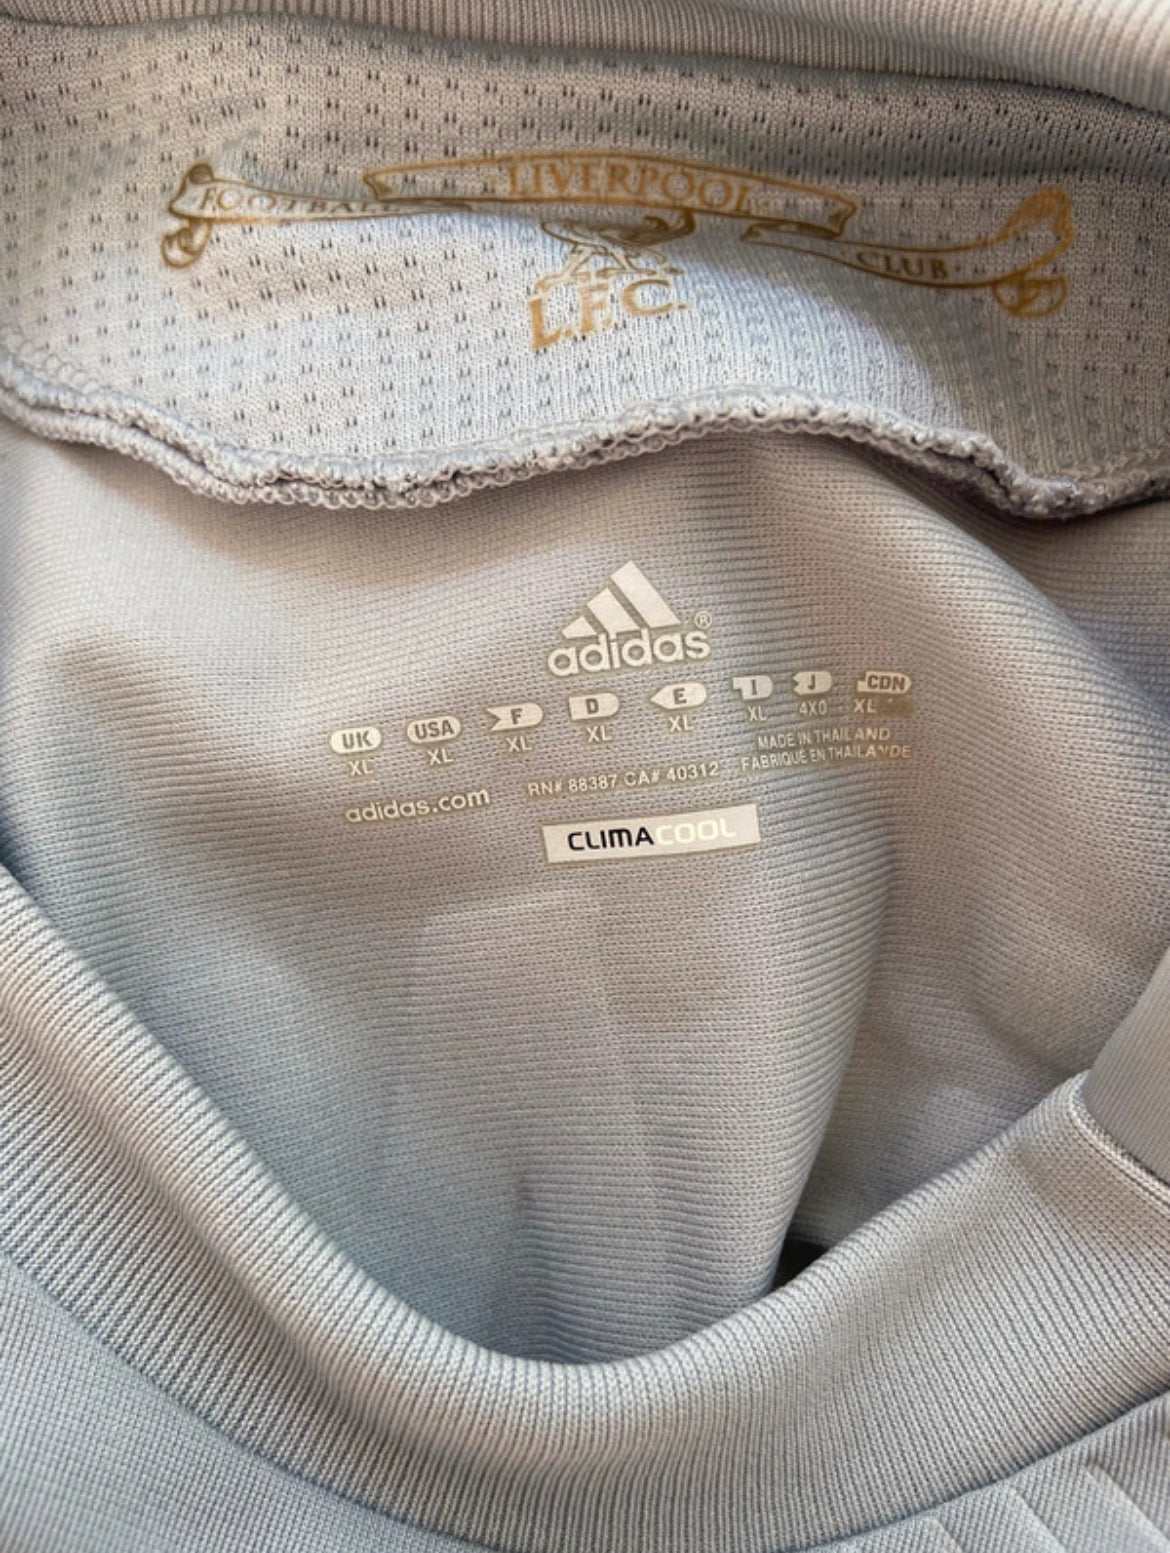 FOOTBALL LIVERPOOL CLUB
L.F.C.
adidas®
UK USA F D E I J CDN
XL XL XL XL XL XL 4XO XL
MADE IN THAILAND
adidas.com RN# 88387 CA# 40312 FABRIQUÉ EN THAILANDE
CLIMACOOL